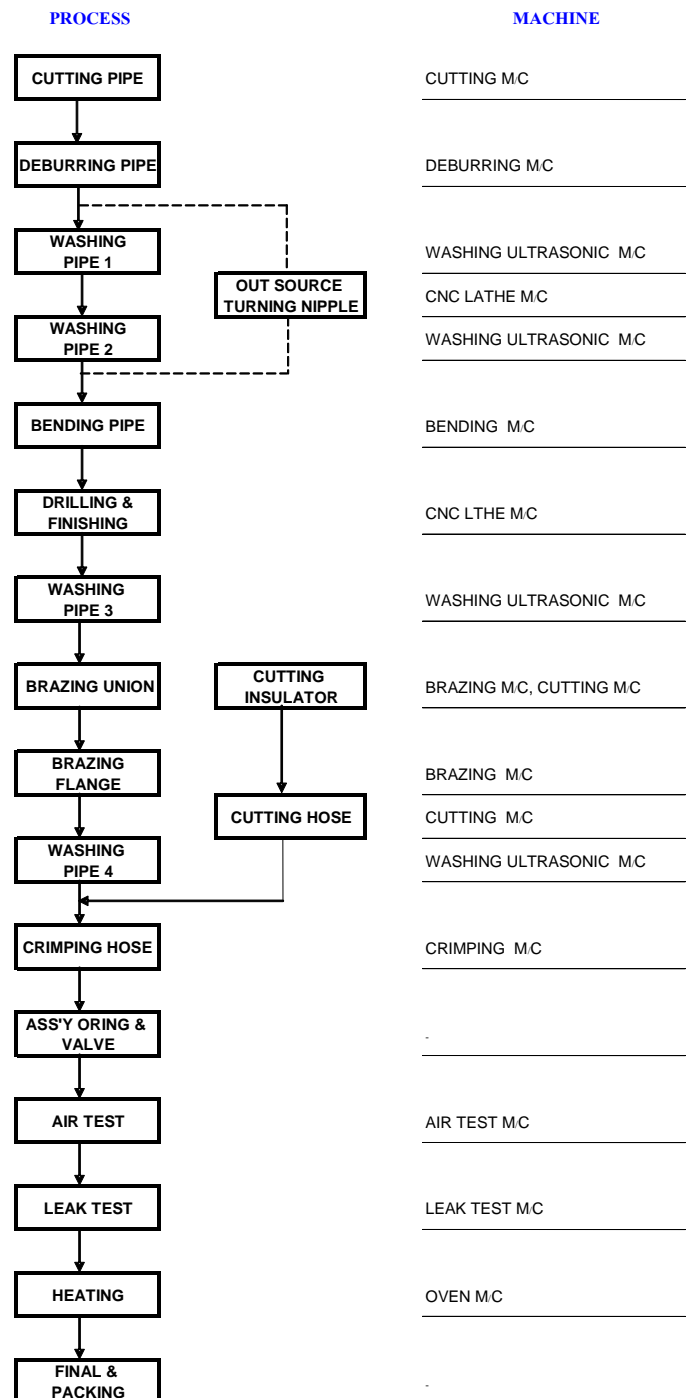 PROCESS
MACHINE
CUTTING PIPE
CUTTING M/C
DEBURRING PIPE
DEBURRING M/C
WASHING
PIPE 1
WASHING ULTRASONIC M/C
OUT SOURCE
TURNING NIPPLE
CNC LATHE M/C
WASHING
PIPE 2
WASHING ULTRASONIC M/C
BENDING PIPE
BENDING M/C
DRILLING &
FINISHING
CNC LTHE M/C
WASHING
PIPE 3
WASHING ULTRASONIC M/C
BRAZING UNION
CUTTING
INSULATOR
BRAZING M/C, CUTTING M/C
BRAZING
FLANGE
BRAZING M/C
CUTTING HOSE
CUTTING M/C
WASHING
PIPE 4
WASHING ULTRASONIC M/C
CRIMPING HOSE
CRIMPING M/C
ASS'Y ORING &
VALVE
-
AIR TEST
AIR TEST M/C
LEAK TEST
LEAK TEST M/C
HEATING
OVEN M/C
FINAL &
PACKING
-